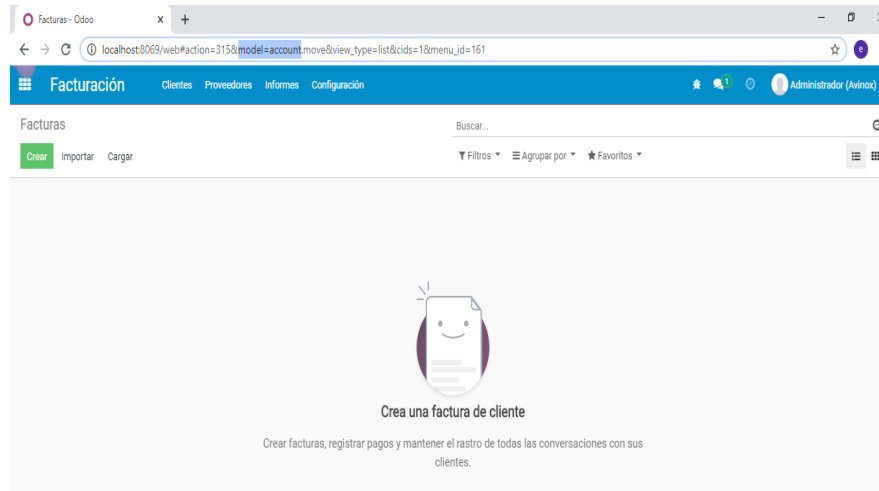 Facturas - Odoo
localhost:8069/web#action=315&model=account.move&view_type=list&cids=1&menu_id=161
e
Facturación Clientes Proveedores Informes Configuración 1 Administrador (Avinox)
Facturas Buscar...
Crear Importar Cargar Filtros Agrupar por Favoritos
Crea una factura de cliente
Crear facturas, registrar pagos y mantener el rastro de todas las conversaciones con sus
clientes.